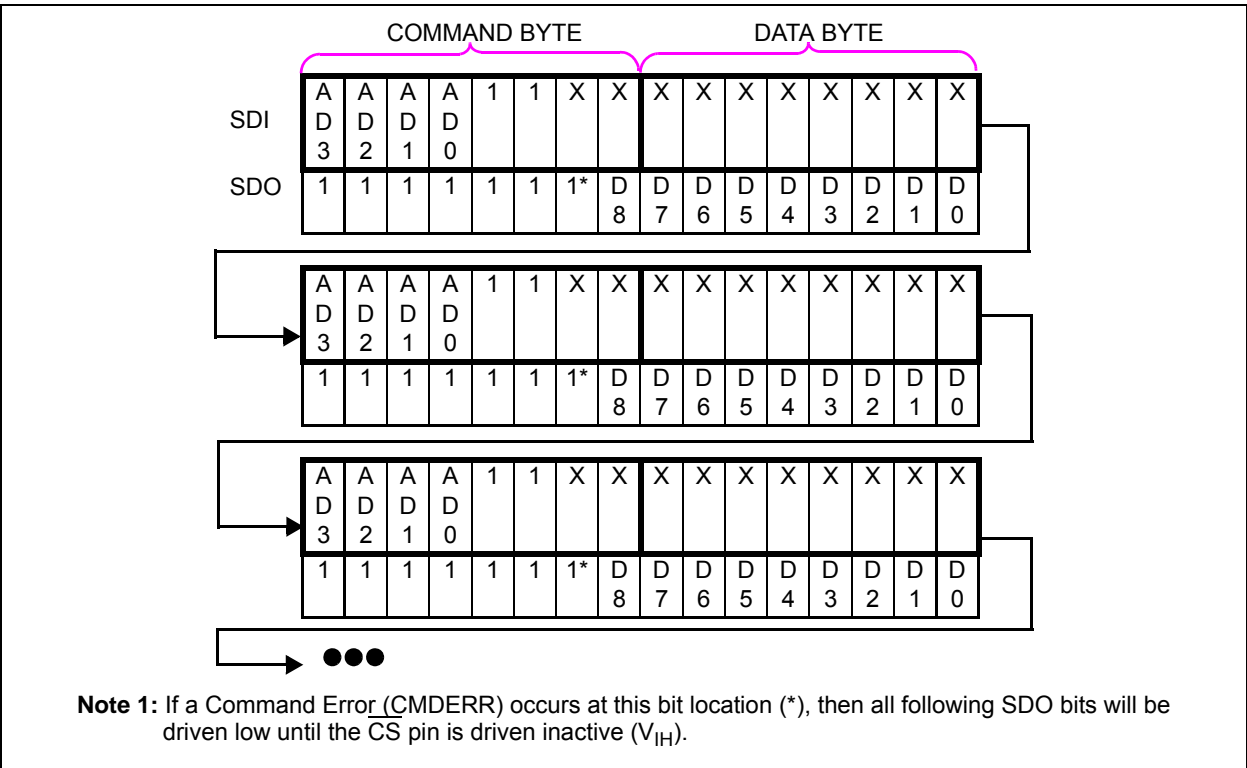 COMMAND BYTE DATA BYTE
SDI A A A A 1 1 X X X X X X X X X X
D D D D
3 2 1 0
SDO 1 1 1 1 1 1 1* D D D D D D D D D
8 7 6 5 4 3 2 1 0
A A A A 1 1 X X X X X X X X X X
D D D D
3 2 1 0
1 1 1 1 1 1 1* D D D D D D D D D
8 7 6 5 4 3 2 1 0
A A A A 1 1 X X X X X X X X X X
D D D D
3 2 1 0
1 1 1 1 1 1 1* D D D D D D D D D
8 7 6 5 4 3 2 1 0
●●●
Note 1: If a Command Error (CMDERR) occurs at this bit location (*), then all following SDO bits will be
driven low until the C̅S̅ pin is driven inactive (VIH).